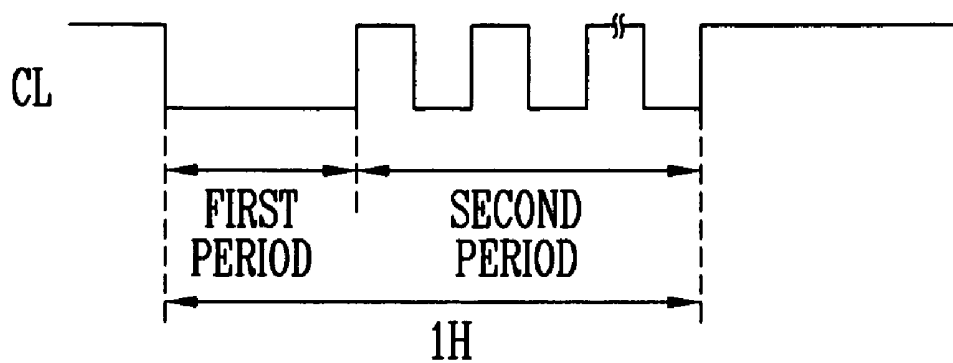 CL
FIRST
PERIOD
SECOND
PERIOD
1H